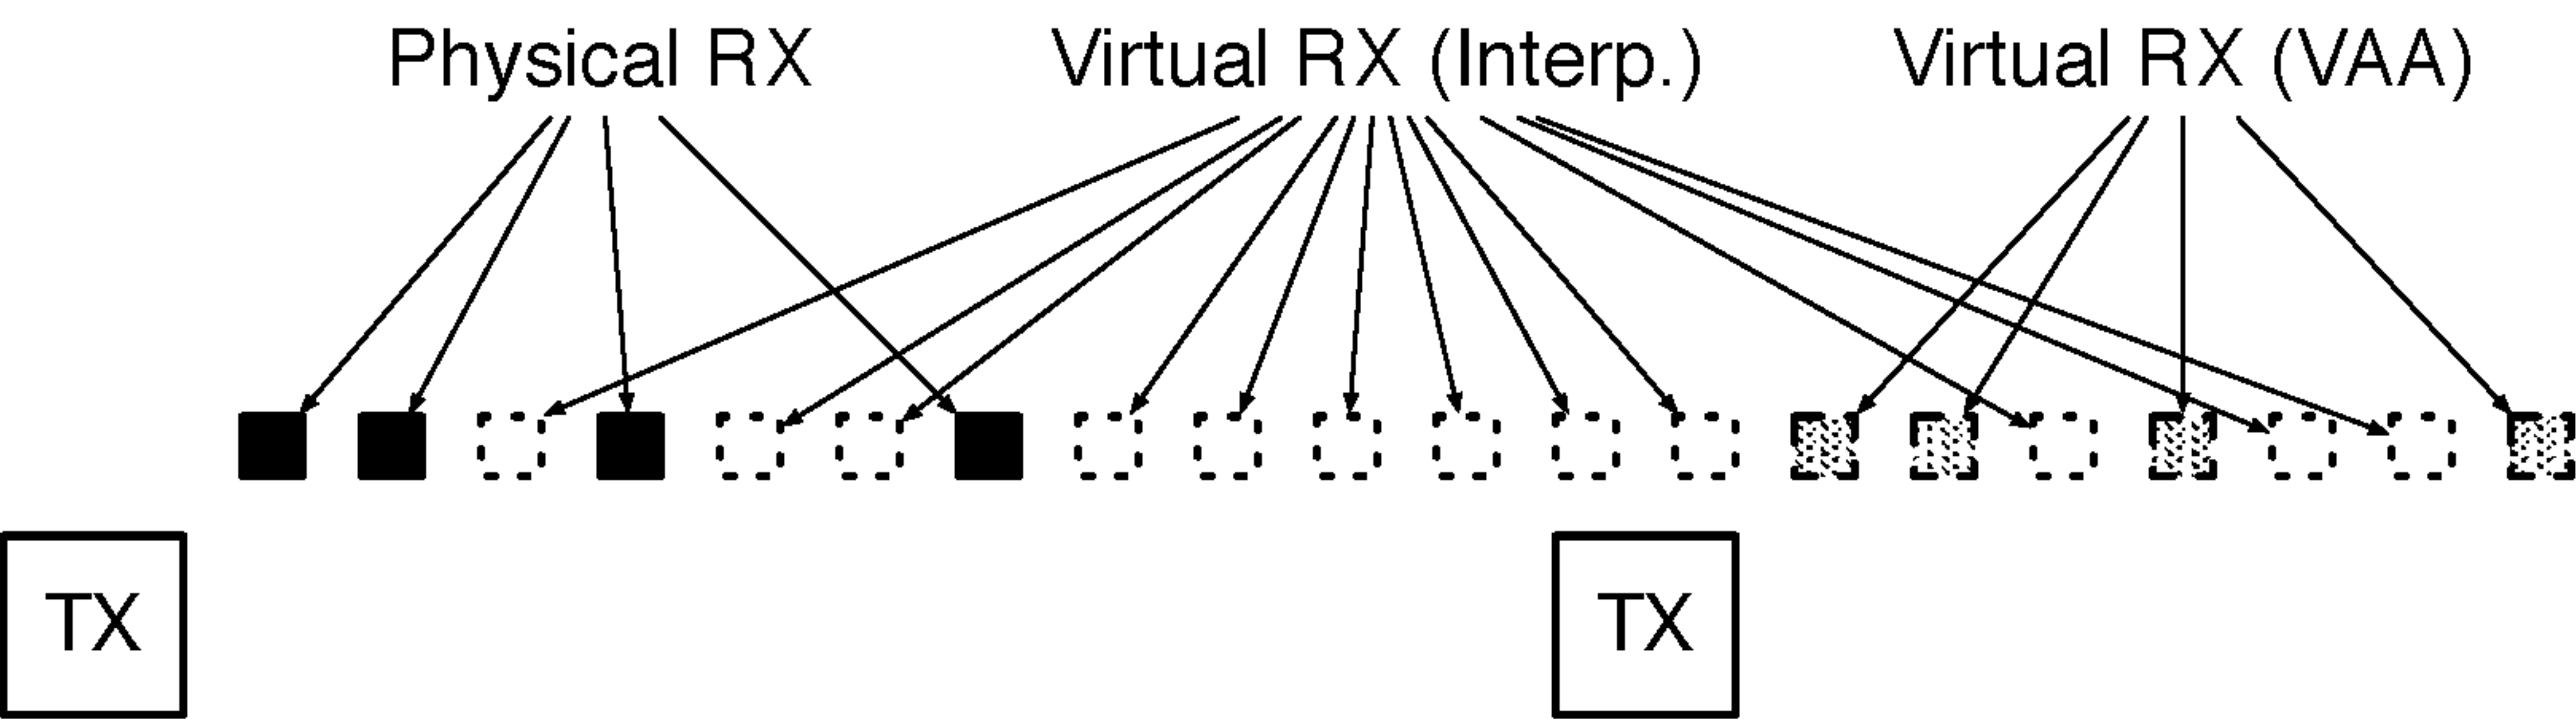 Physical RX Virtual RX (Interp.) Virtual RX (VAA)
TX TX